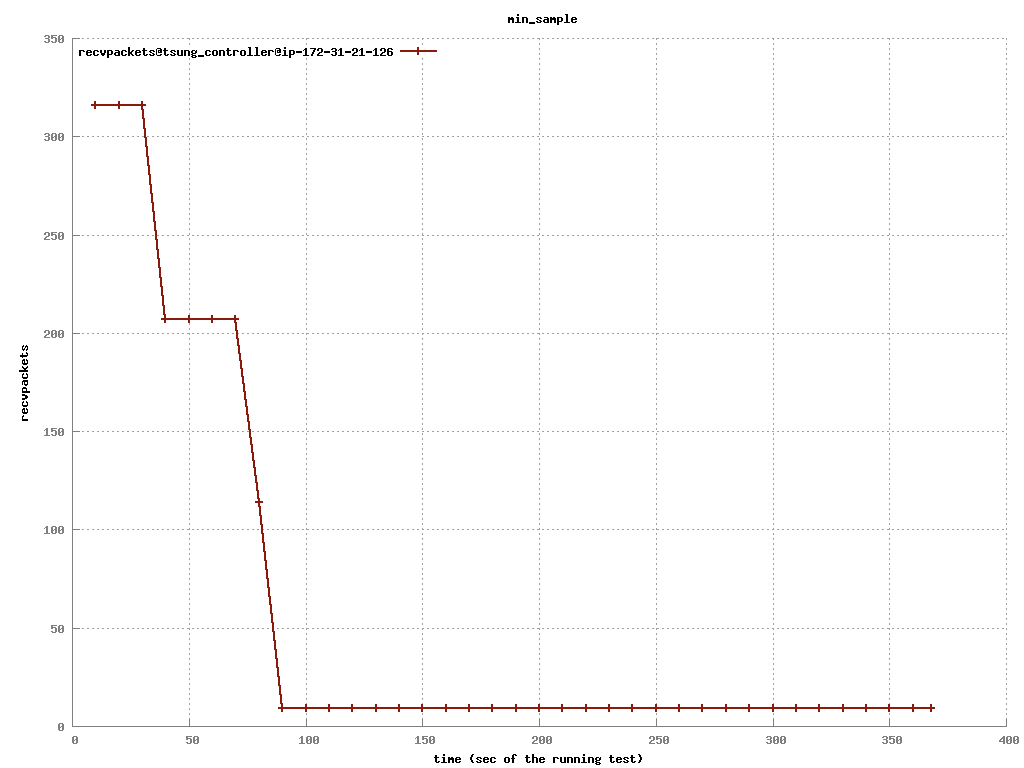 min_sample
350
recvpackets@tsung_controller@ip-172-31-21-126
300
250
200
150
100
50
0
recvpackets
0 50 100 150 200 250 300 350 400
time (sec of the running test)